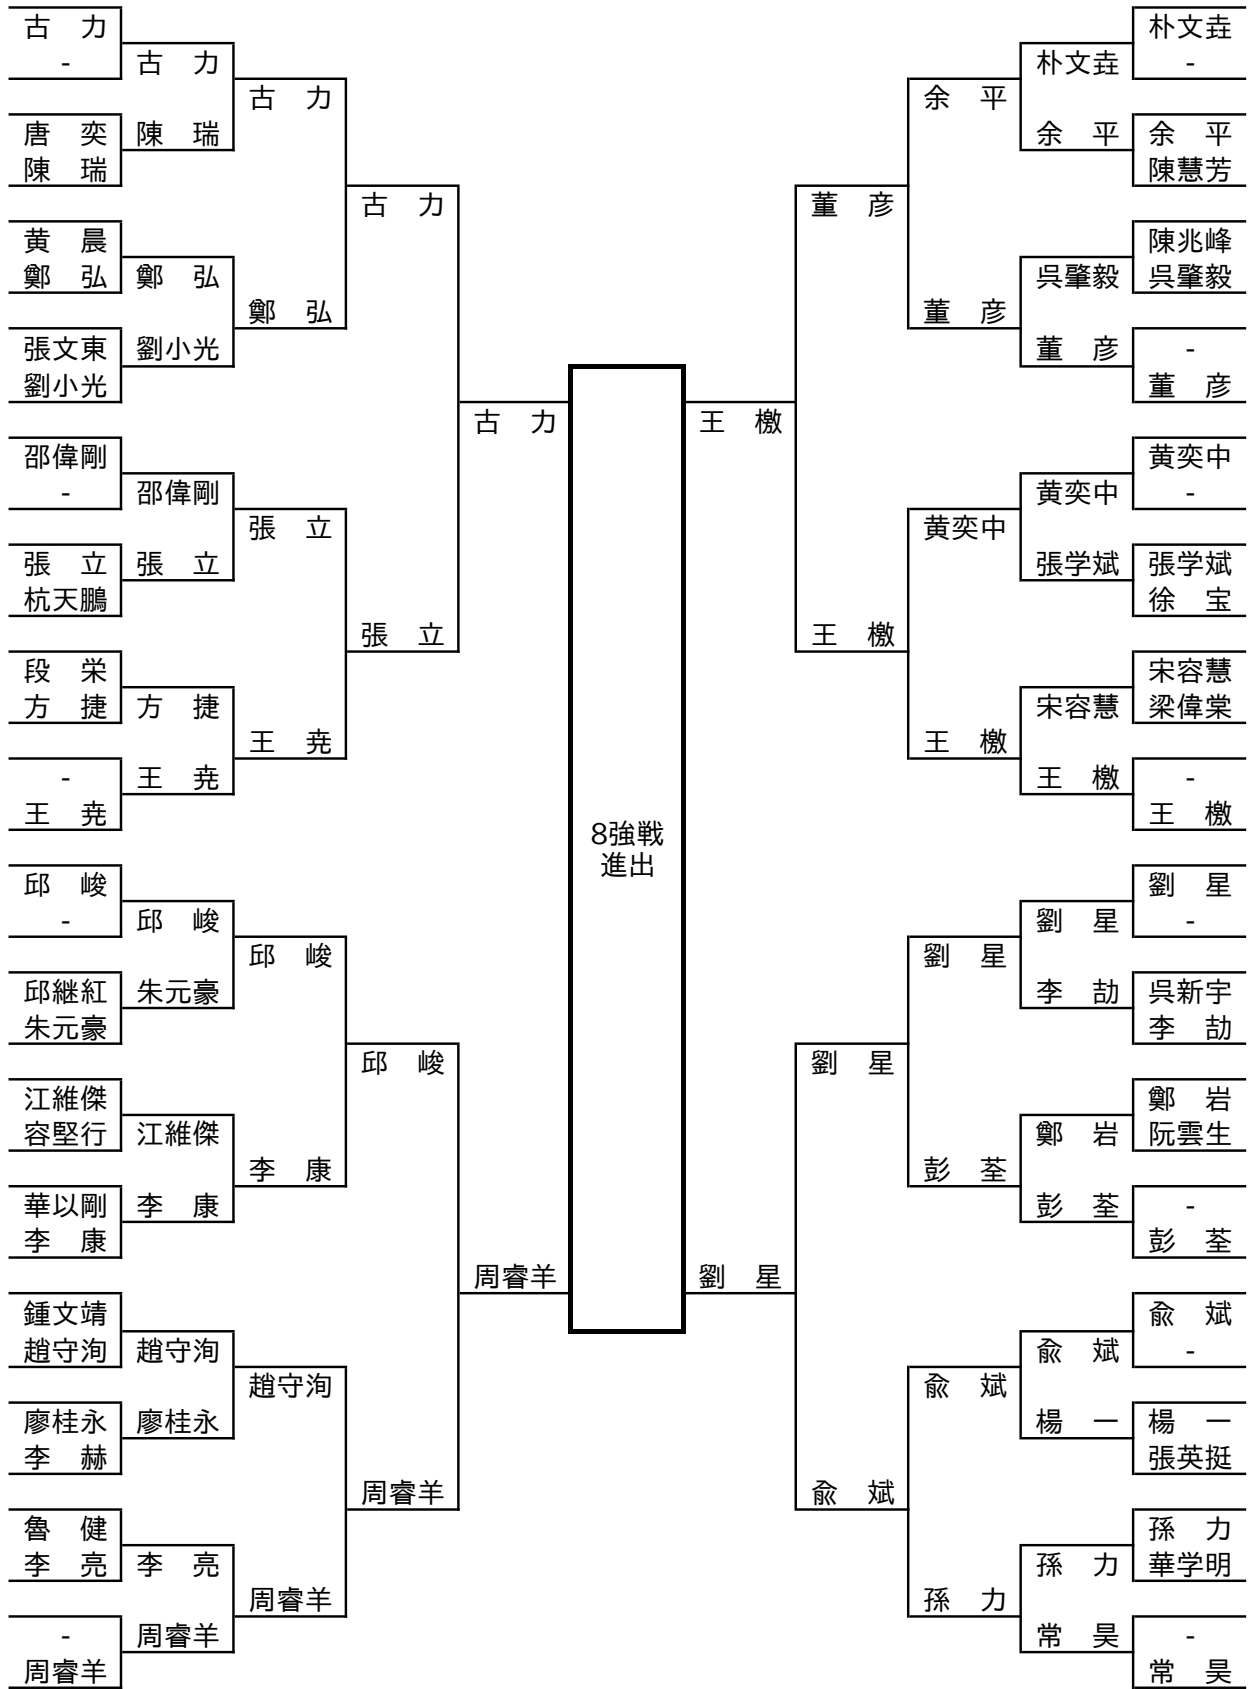 古　力
-
古　力
古　力
唐　奕
陳　瑞
陳　瑞
古　力
黄　晨
鄭　弘
鄭　弘
鄭　弘
張文東
劉小光
劉小光
古　力
邵偉剛
-
邵偉剛
張　立
張　立
杭天鵬
張　立
張　立
段　栄
方　捷
方　捷
王　尭
-
王　尭
王　尭
邱　峻
-
邱　峻
邱　峻
邱継紅
朱元豪
朱元豪
邱　峻
江維傑
容堅行
江維傑
李　康
華以剛
李　康
李　康
周睿羊
鍾文靖
趙守洵
趙守洵
趙守洵
廖桂永
李　赫
廖桂永
周睿羊
魯　健
李　亮
李　亮
周睿羊
-
周睿羊
周睿羊
8強戦
進出
朴文垚
-
朴文垚
余　平
余　平
余　平
陳慧芳
董　彦
陳兆峰
呉肇毅
呉肇毅
董　彦
董　彦
-
董　彦
王　檄
黄奕中
-
黄奕中
黄奕中
張学斌
張学斌
徐　宝
王　檄
宋容慧
梁偉棠
宋容慧
王　檄
王　檄
-
王　檄
劉　星
-
劉　星
劉　星
李　劼
呉新宇
李　劼
劉　星
鄭　岩
阮雲生
鄭　岩
彭　荃
彭　荃
-
彭　荃
劉　星
兪　斌
-
兪　斌
兪　斌
楊　一
楊　一
張英挺
兪　斌
孫　力
華学明
孫　力
孫　力
常　昊
-
常　昊